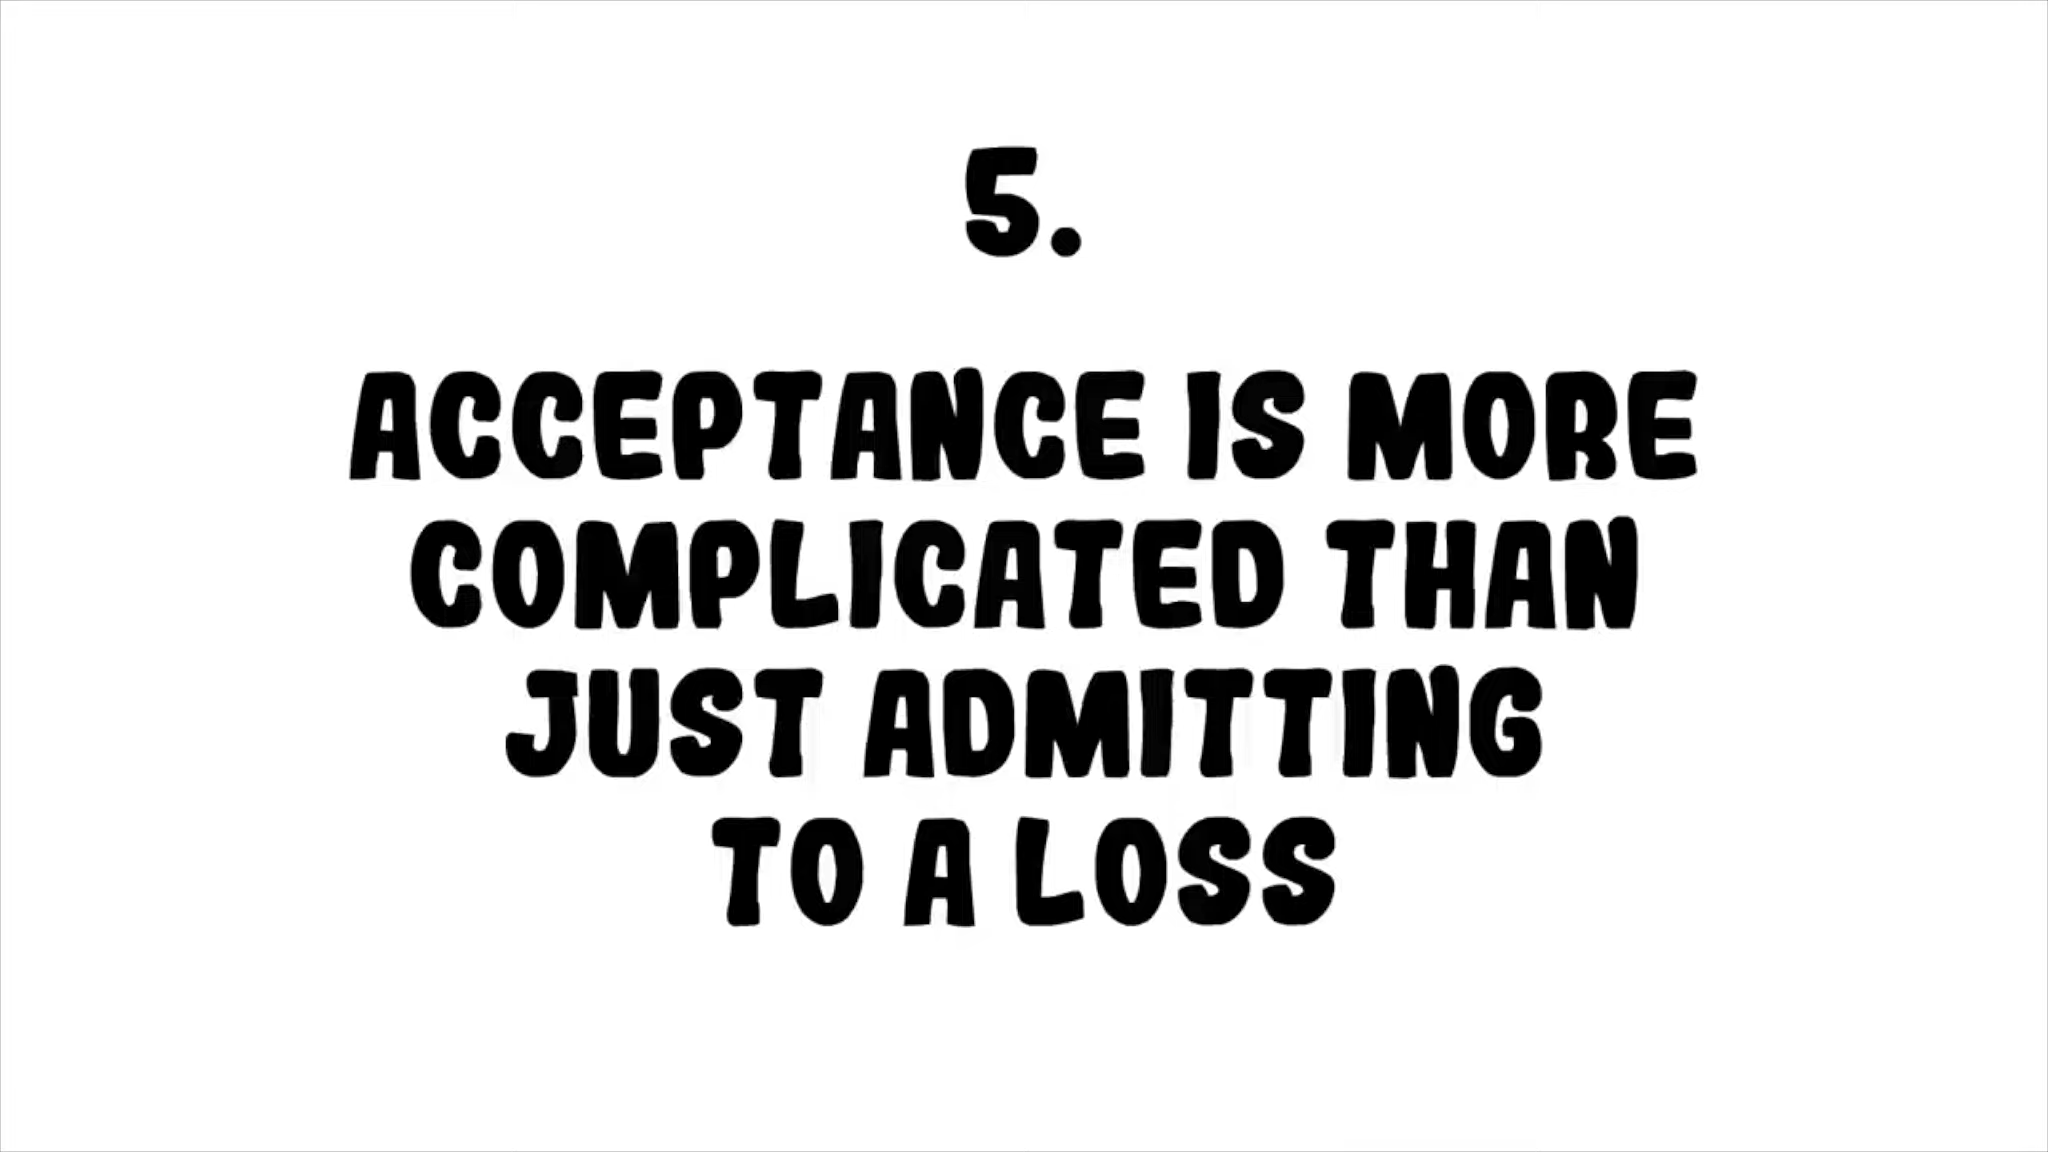 5.
ACCEPTANCE IS MORE
COMPLICATED THAN
JUST ADMITTING
TO A LOSS